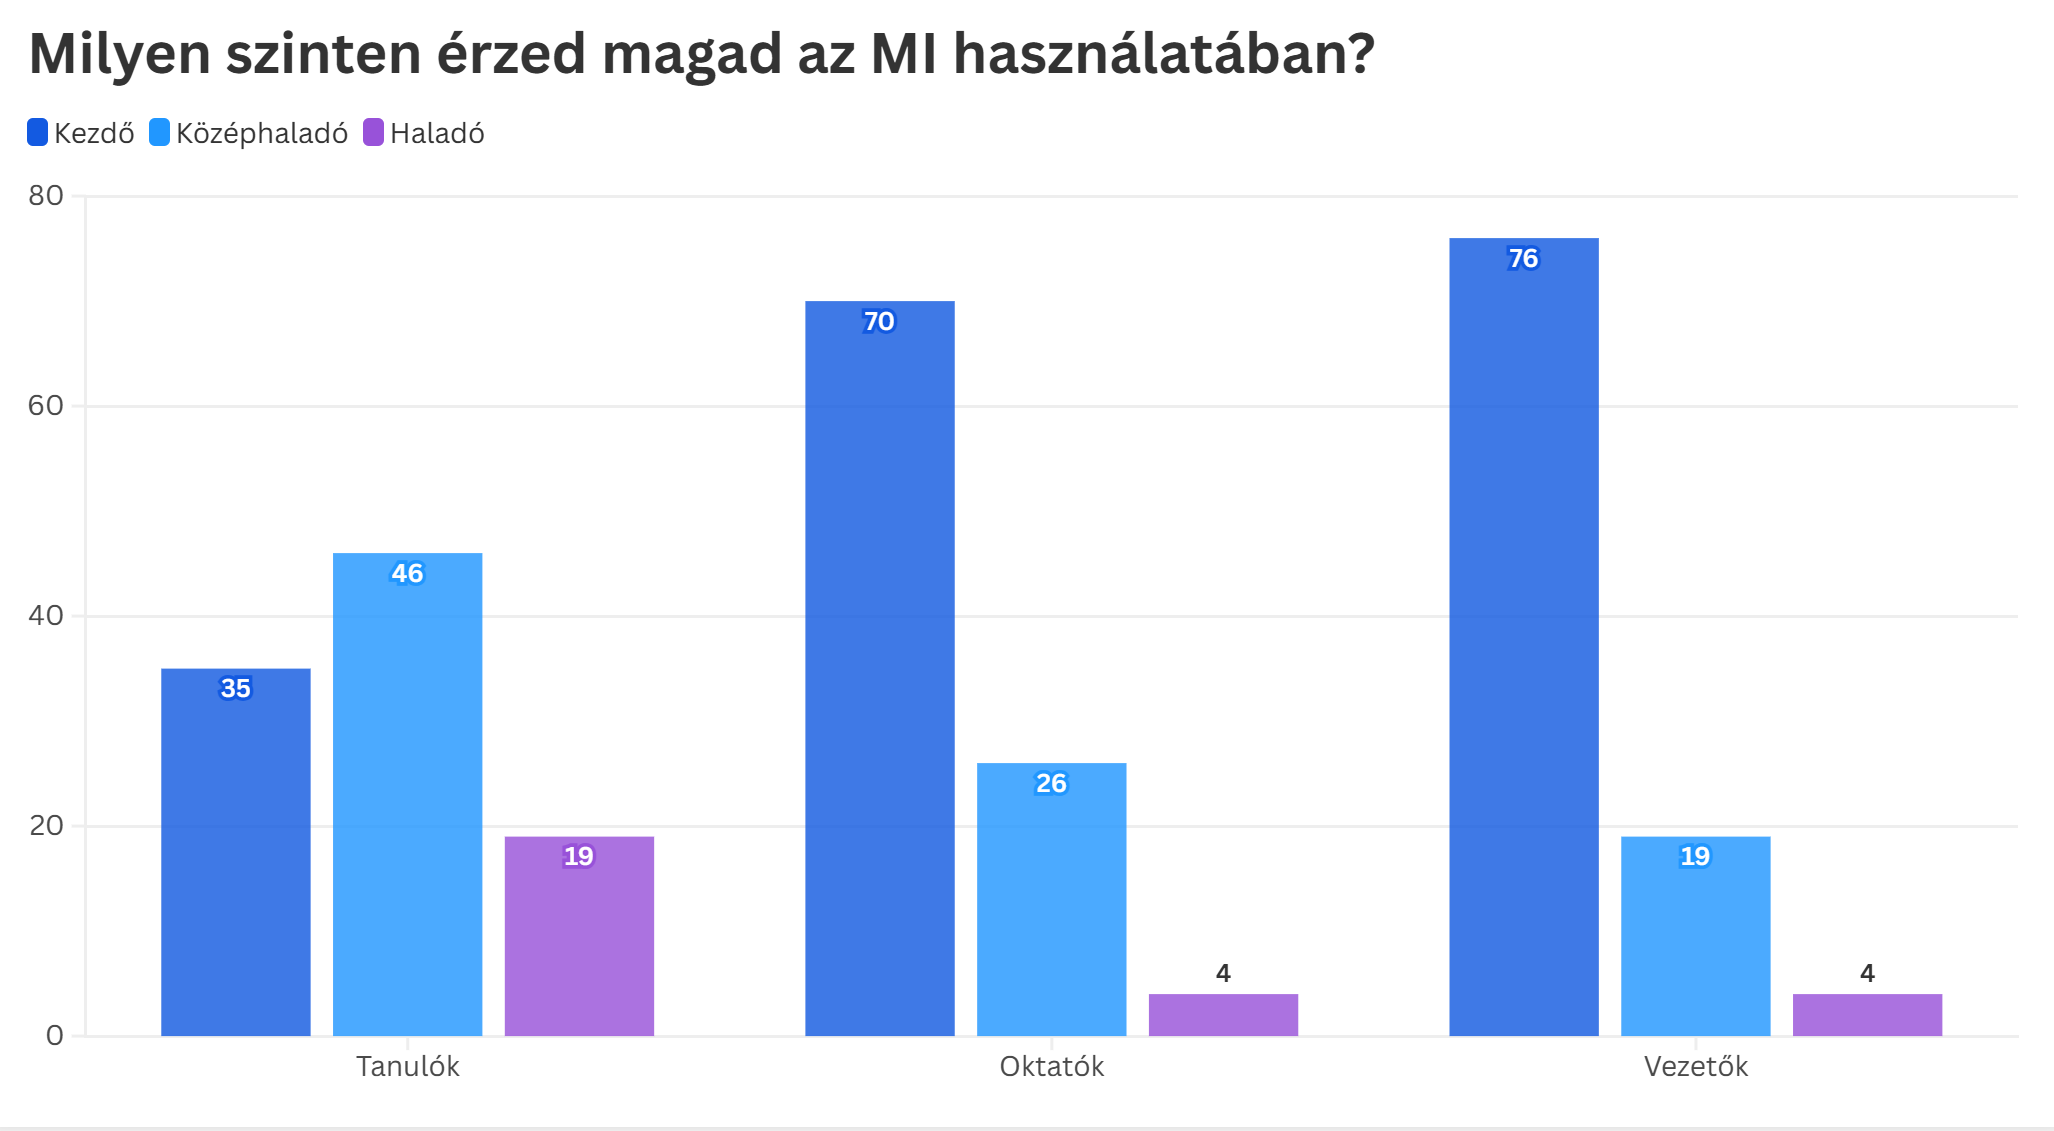 Milyen szinten érzed magad az MI használatában?
Kezdő Középhaladó Haladó
80
60
40
20
0
35 46 19
70 26 4
76 19 4
Tanulók Oktatók Vezetők